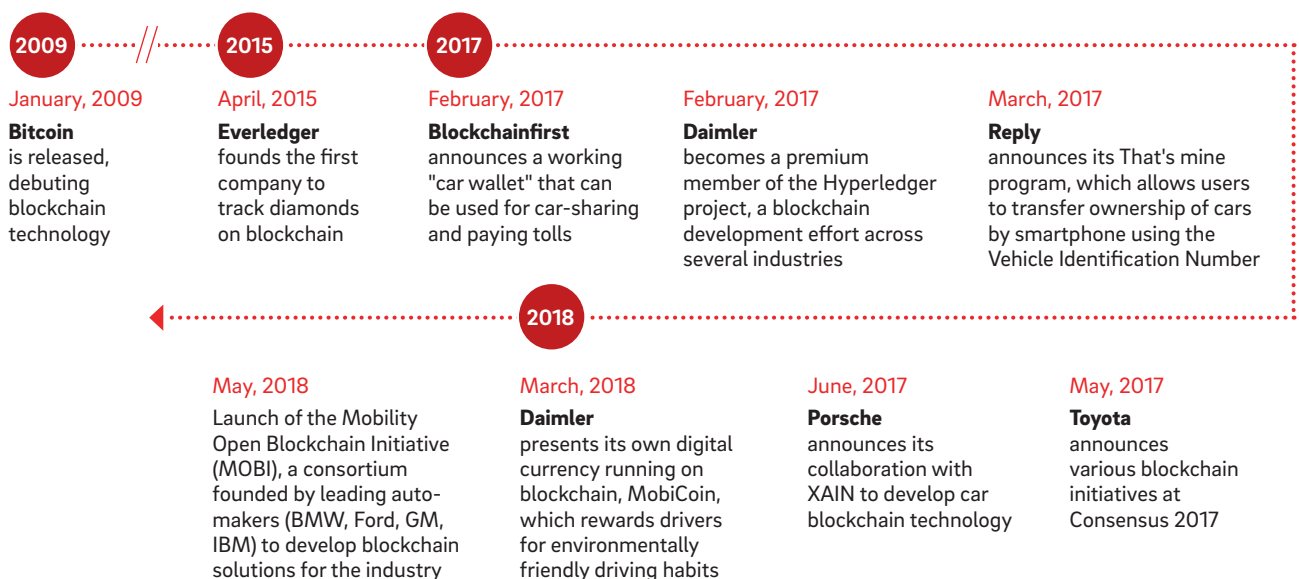 2009
2015
2017
January, 2009
Bitcoin
is released,
debuting
blockchain
technology
April, 2015
Everledger
founds the first
company to
track diamonds
on blockchain
February, 2017
Blockchainfirst
announces a working
"car wallet" that can
be used for car-sharing
and paying tolls
February, 2017
Daimler
becomes a premium
member of the Hyperledger
project, a blockchain
development effort across
several industries
March, 2017
Reply
announces its That's mine
program, which allows users
to transfer ownership of cars
by smartphone using the
Vehicle Identification Number
2018
May, 2018
Launch of the Mobility
Open Blockchain Initiative
(MOBI), a consortium
founded by leading auto-
makers (BMW, Ford, GM,
IBM) to develop blockchain
solutions for the industry
March, 2018
Daimler
presents its own digital
currency running on
blockchain, MobiCoin,
which rewards drivers
for environmentally
friendly driving habits
June, 2017
Porsche
announces its
collaboration with
XAIN to develop car
blockchain technology
May, 2017
Toyota
announces
various blockchain
initiatives at
Consensus 2017